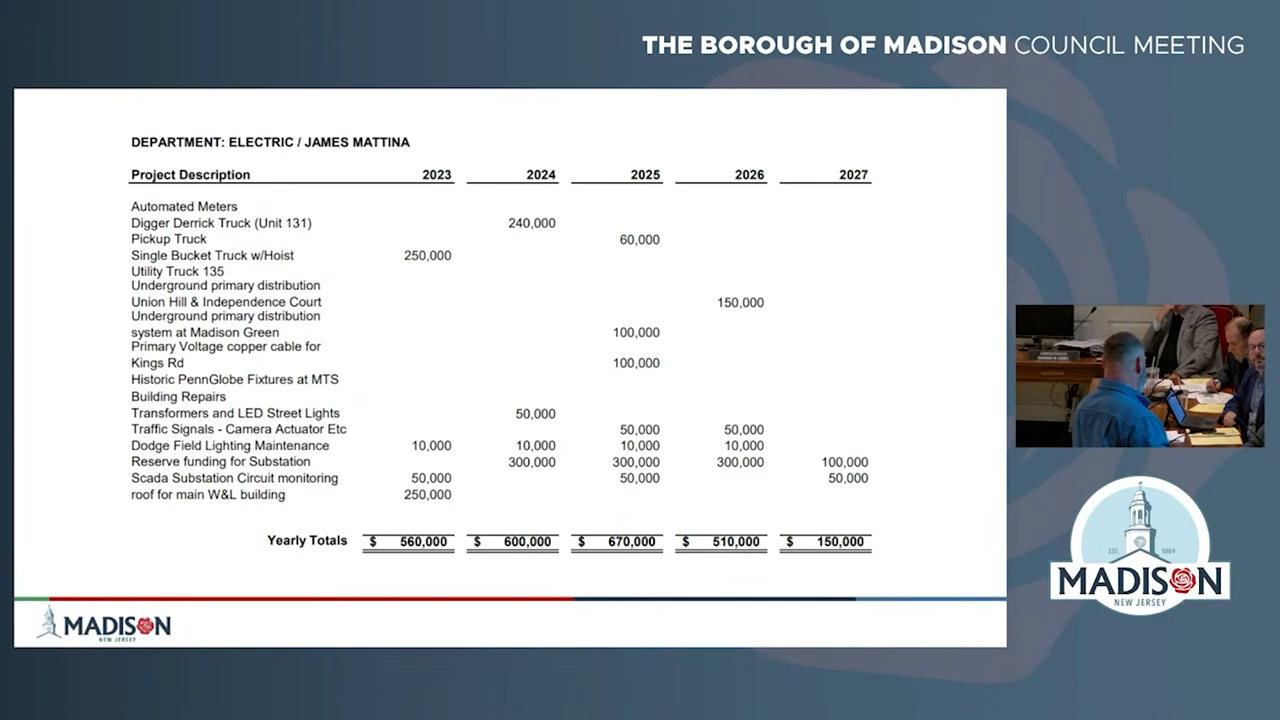 THE BOROUGH OF MADISON COUNCIL MEETING
DEPARTMENT: ELECTRIC / JAMES MATTINA
Project Description 2023 2024 2025 2026 2027
Automated Meters
Digger Derrick Truck (Unit 131) 240,000
Pickup Truck 60,000
Single Bucket Truck w/Hoist 250,000
Utility Truck 135
Underground primary distribution
Union Hill & Independence Court 150,000
Underground primary distribution
system at Madison Green 100,000
Primary Voltage copper cable for
Kings Rd 100,000
Historic PennGlobe Fixtures at MTS
Building Repairs
Transformers and LED Street Lights 50,000
Traffic Signals - Camera Actuator Etc 50,000 50,000
Dodge Field Lighting Maintenance 10,000 10,000 10,000 10,000
Reserve funding for Substation 300,000 300,000 300,000 100,000
Scada Substation Circuit monitoring 50,000 50,000 50,000
roof for main W&L building 250,000
Yearly Totals $ 560,000 $ 600,000 $ 670,000 $ 510,000 $ 150,000
MADISON
NEW JERSEY
EST. 1889
MADISON
NEW JERSEY